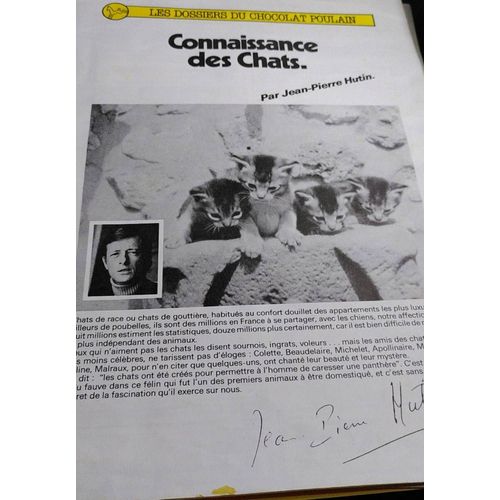 LES DOSSIERS DU CHOCOLAT POULAIN
Connaissance
des Chats.
Par Jean-Pierre Hutin.
hats de race ou chats de gouttière, habitués au confort douillet des appartements les plus luxu
illeurs de poubelles, ils sont des millions en France à se partager, avec les chiens, notre affectio
uit millions estiment les statistiques, douze millions plus certainement, car il est bien difficile de r
plus indépendant des animaux.
ux qui n'aiment pas les chats les disent sournois, ingrats, voleurs . . . mais les amis des chat
s moins célèbres, ne tarissent pas d'éloges : Colette, Beaudelaire, Michelet, Apollinaire, M
line, Malraux, pour n'en citer que quelques-uns, ont chanté leur beauté et leur mystère.
dit : "les chats ont été créés pour permettre à l'homme de caresser une panthère". C'est
u fauve dans ce félin qui fut l'un des premiers animaux à être domestiqué, et c'est sans
ret de la fascination qu'il exerce sur nous.
Jean Pierre Hut